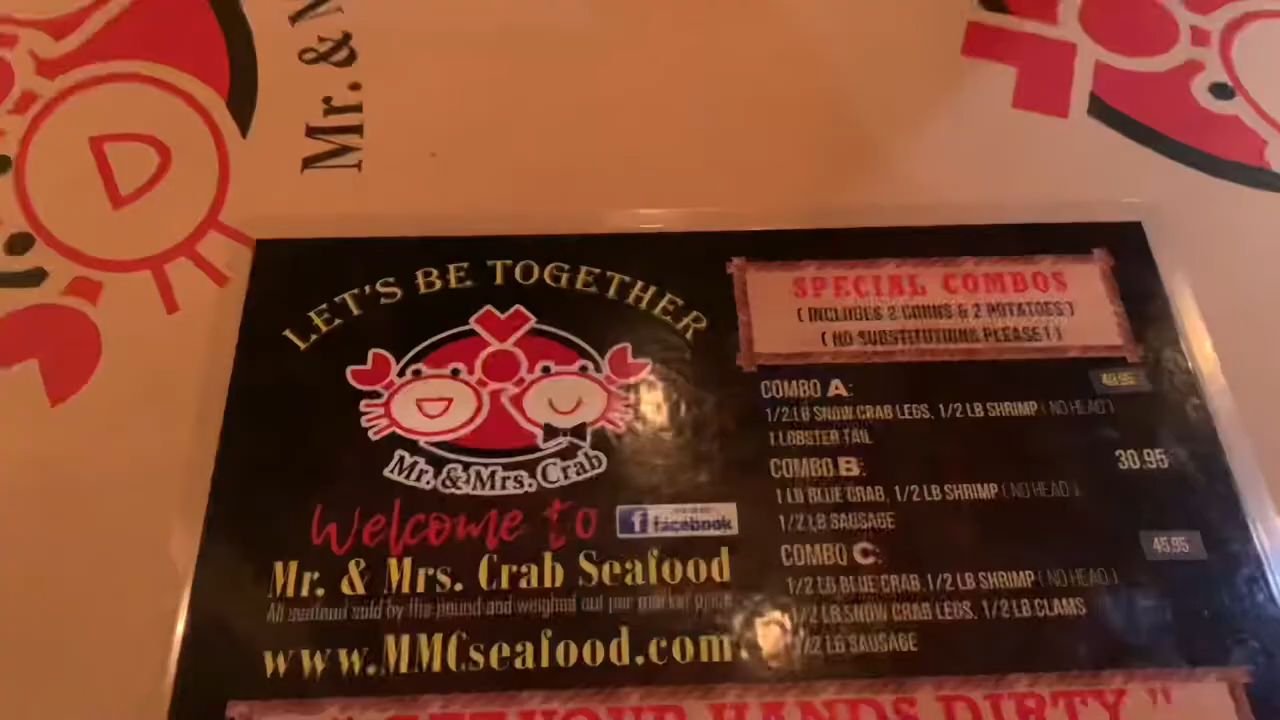 Mr. &
D
LET'S BE TOGETHER
Mr. & Mrs. Crab
Welcome to
facebook
Mr. & Mrs. Crab Seafood
All seafood sold by the pound and weighed out per market price
www.MMCseafood.com
SPECIAL COMBOS
( INCLUDES 2 CORNS & 2 POTATOES )
( NO SUBSTITUTIONS PLEASE ! )
COMBO A:
1/2 LB SNOW CRAB LEGS, 1/2 LB SHRIMP ( NO HEAD )
1 LOBSTER TAIL
COMBO B: 30.95
1 LB BLUE CRAB, 1/2 LB SHRIMP ( NO HEAD )
1/2 LB SAUSAGE
COMBO C: 45.95
1/2 LB BLUE CRAB, 1/2 LB SHRIMP ( NO HEAD )
1/2 LB SNOW CRAB LEGS, 1/2 LB CLAMS
1/2 LB SAUSAGE
YOUR HANDS DIRTY "